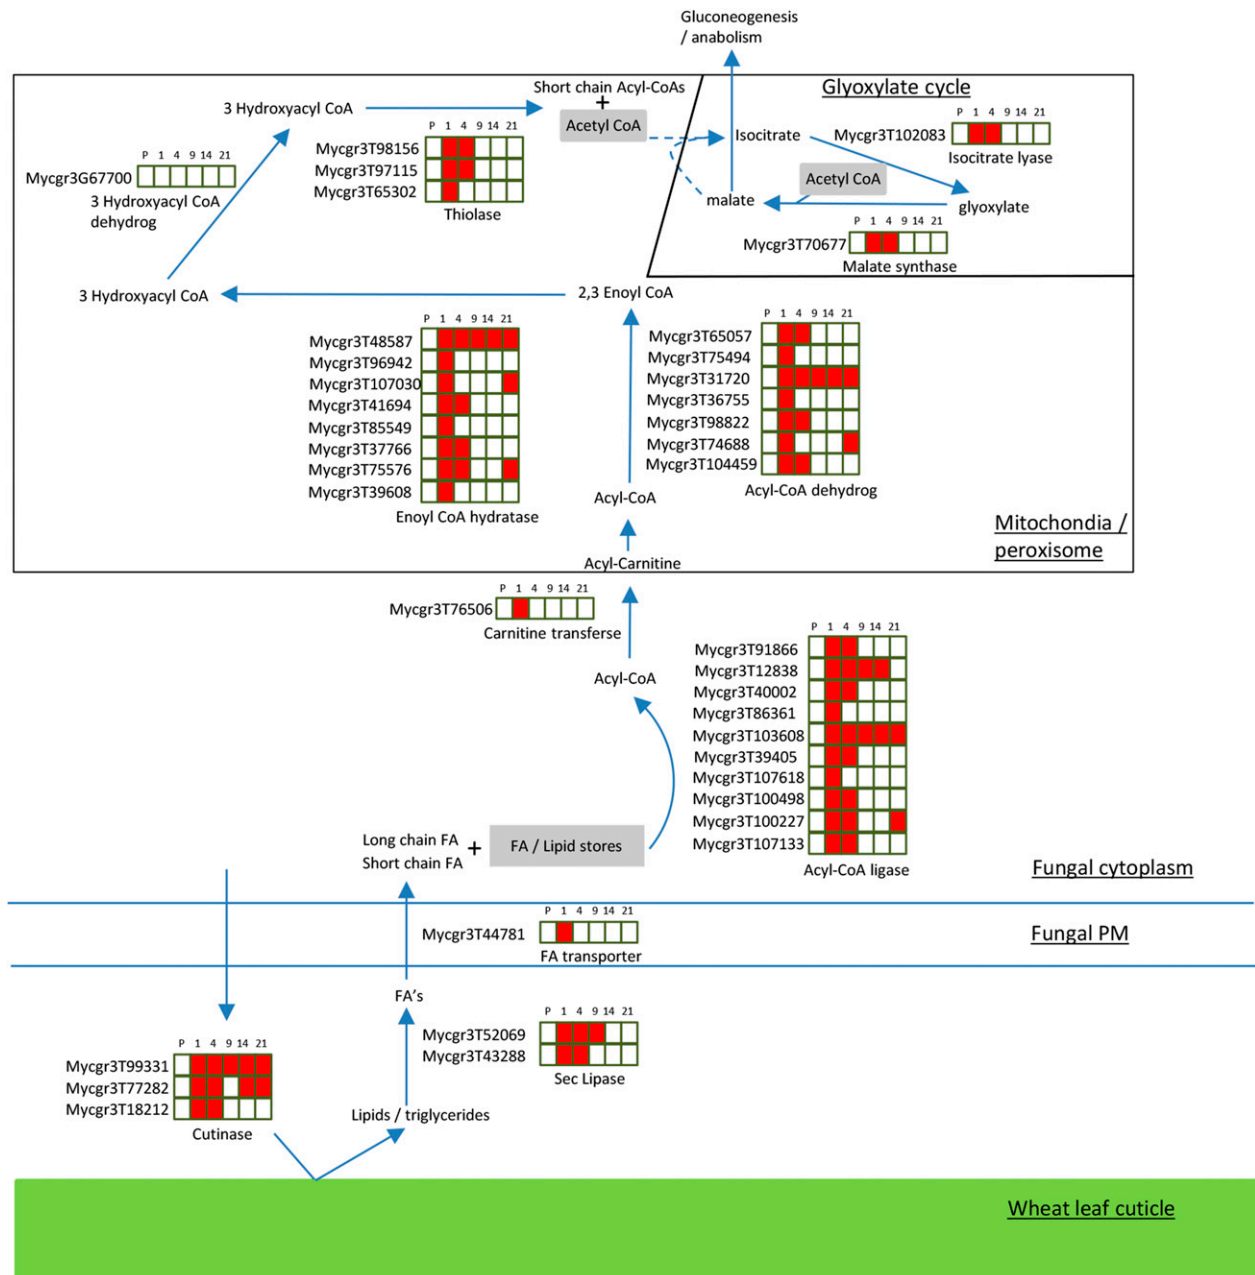 Gluconeogenesis
/ anabolism
Short chain Acyl-CoAs
+
Acetyl CoA
3 Hydroxyacyl CoA
Glyoxylate cycle
P 1 4 9 14 21
Mycgr3T102083
Isocitrate lyase
Isocitrate
Acetyl CoA
malate
glyoxylate
P 1 4 9 14 21
Mycgr3T70677
Malate synthase
P 1 4 9 14 21
Mycgr3T98156
Mycgr3T97115
Mycgr3T65302
Thiolase
P 1 4 9 14 21
Mycgr3G67700
3 Hydroxyacyl CoA
dehydrog
3 Hydroxyacyl CoA
2,3 Enoyl CoA
P 1 4 9 14 21
Mycgr3T48587
Mycgr3T96942
Mycgr3T107030
Mycgr3T41694
Mycgr3T85549
Mycgr3T37766
Mycgr3T75576
Mycgr3T39608
Enoyl CoA hydratase
P 1 4 9 14 21
Mycgr3T65057
Mycgr3T75494
Mycgr3T31720
Mycgr3T36755
Mycgr3T98822
Mycgr3T74688
Mycgr3T104459
Acyl-CoA dehydrog
Acyl-CoA
Mitochondia /
peroxisome
Acyl-Carnitine
P 1 4 9 14 21
Mycgr3T76506
Carnitine transferse
Acyl-CoA
P 1 4 9 14 21
Mycgr3T91866
Mycgr3T12838
Mycgr3T40002
Mycgr3T86361
Mycgr3T103608
Mycgr3T39405
Mycgr3T107618
Mycgr3T100498
Mycgr3T100227
Mycgr3T107133
Acyl-CoA ligase
Long chain FA
Short chain FA
+
FA / Lipid stores
Fungal cytoplasm
P 1 4 9 14 21
Mycgr3T44781
FA transporter
Fungal PM
FA's
P 1 4 9 14 21
Mycgr3T52069
Mycgr3T43288
Sec Lipase
P 1 4 9 14 21
Mycgr3T99331
Mycgr3T77282
Mycgr3T18212
Cutinase
Lipids / triglycerides
Wheat leaf cuticle